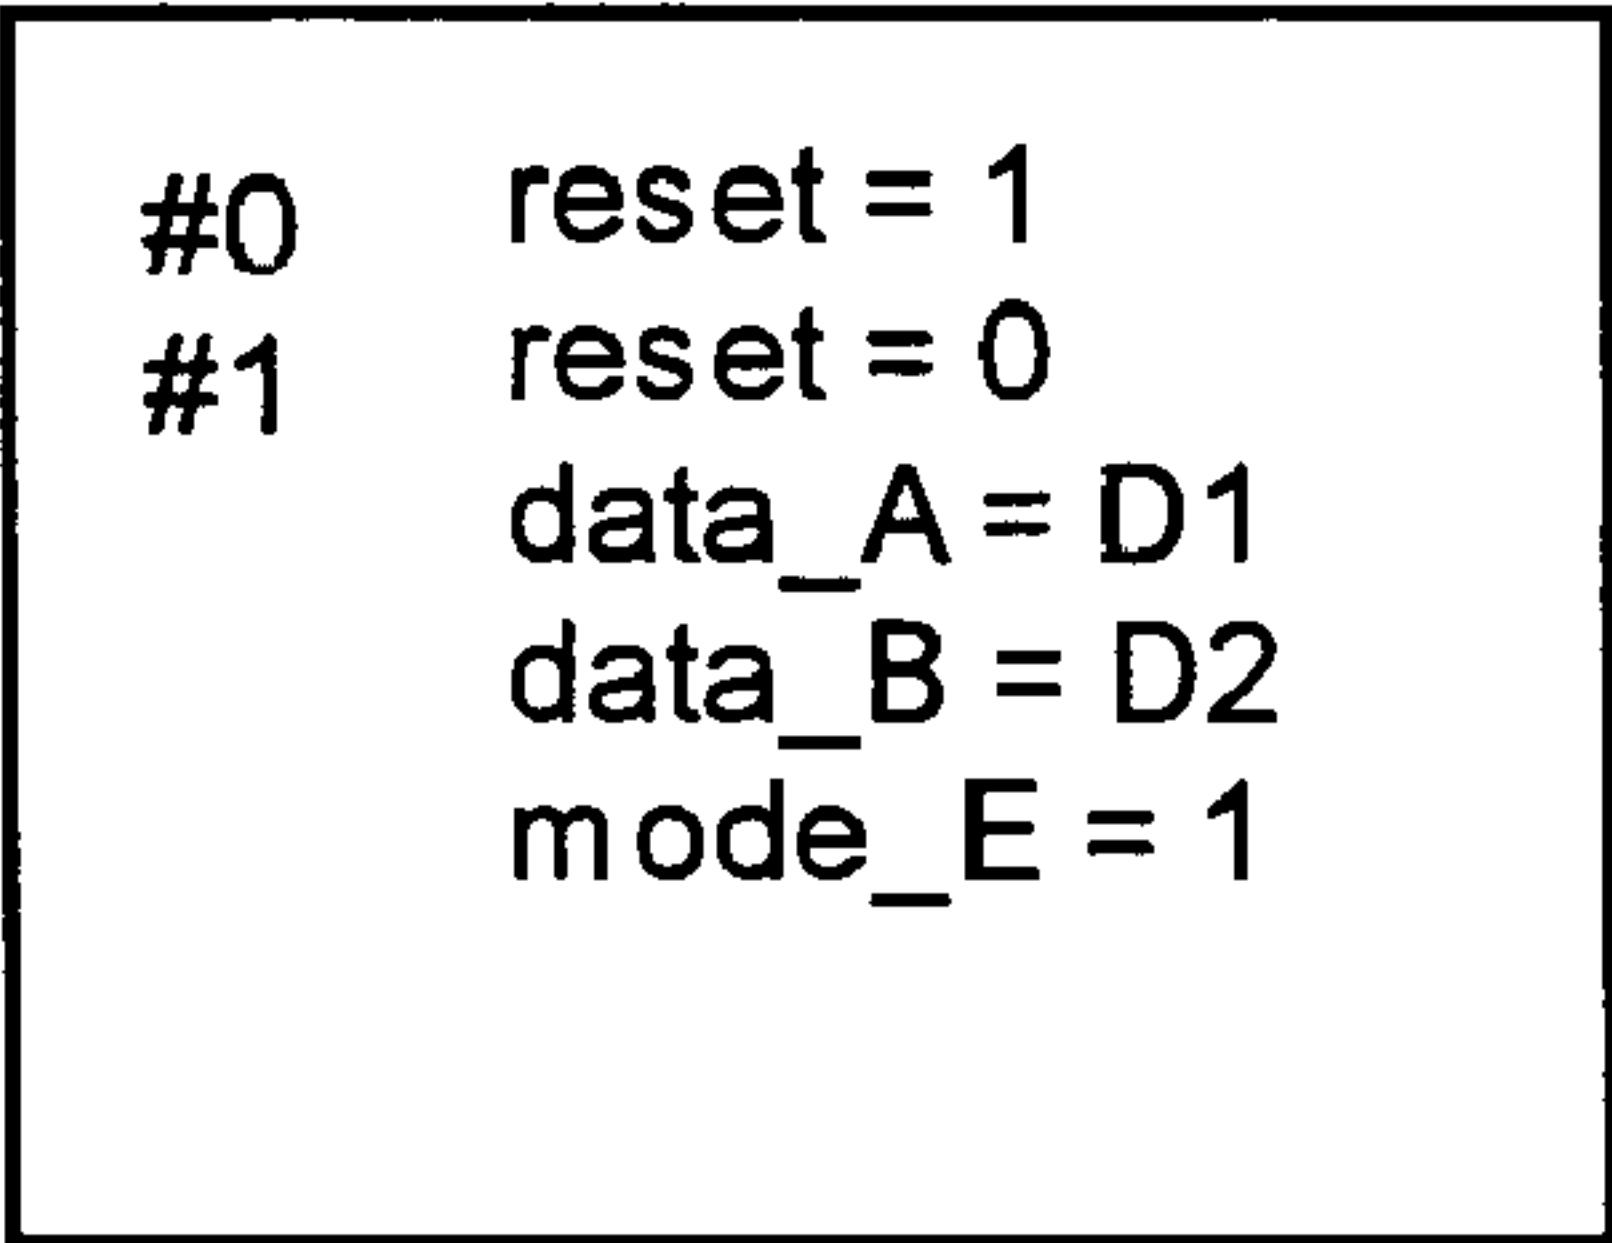 #0 reset = 1
#1 reset = 0
data_A = D1
data_B = D2
mode_E = 1